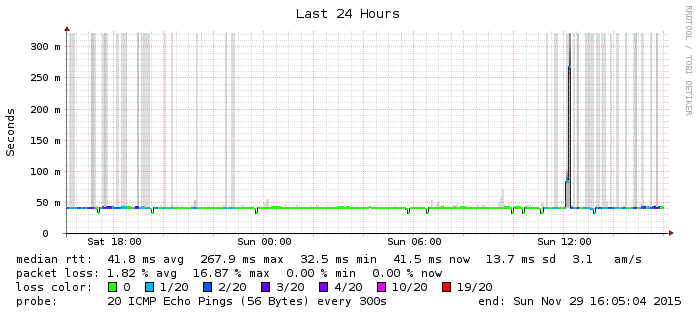 Last 24 Hours
RRDTOOL / TOBI OETIKER
Seconds
300 m
250 m
200 m
150 m
100 m
50 m
0
Sat 18:00 Sun 00:00 Sun 06:00 Sun 12:00
median rtt: 41.8 ms avg 267.9 ms max 32.5 ms min 41.5 ms now 13.7 ms sd 3.1 am/s
packet loss: 1.82 % avg 16.87 % max 0.00 % min 0.00 % now
loss color: 0 1/20 2/20 3/20 4/20 10/20 19/20
probe: 20 ICMP Echo Pings (56 Bytes) every 300s end: Sun Nov 29 16:05:04 2015